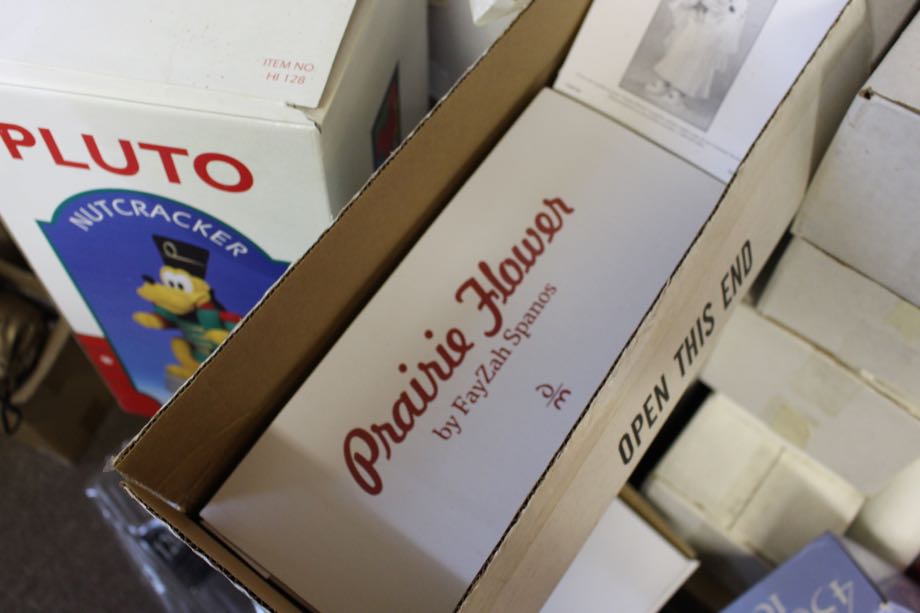 ITEM NO.
HI 128
PLUTO
NUTCRACKER
P
Prairie Flower
by FayZah Spanos
OPEN THIS END